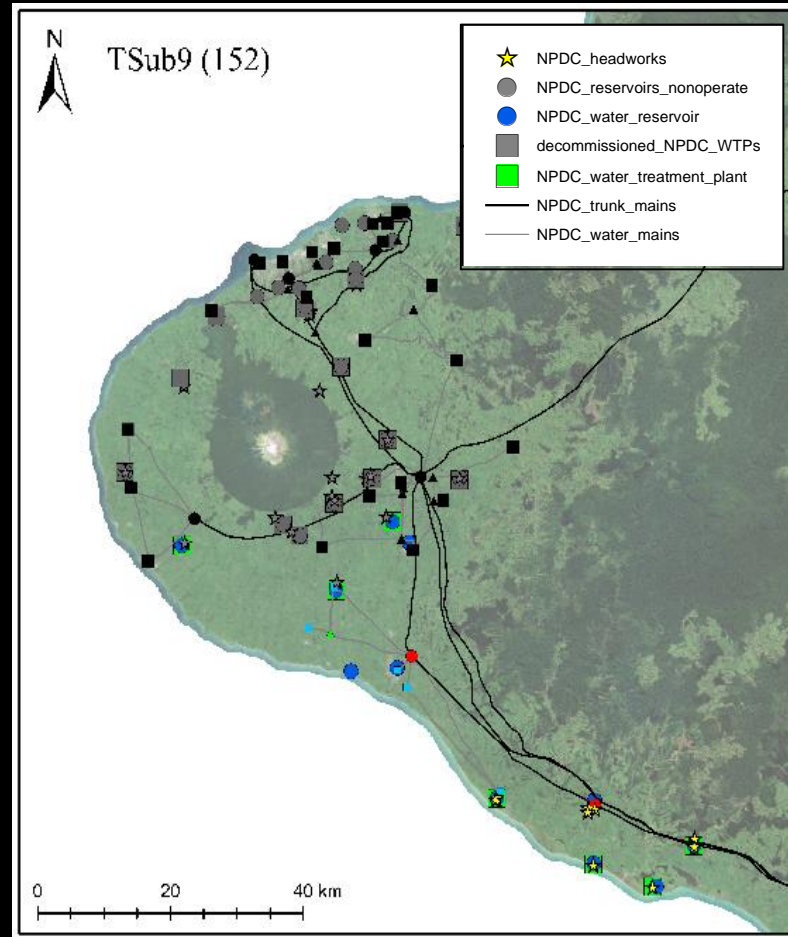 N
TSub9 (152)
NPDC_headworks
NPDC_reservoirs_nonoperate
NPDC_water_reservoir
decommissioned_NPDC_WTPs
NPDC_water_treatment_plant
NPDC_trunk_mains
NPDC_water_mains
0 20 40 km